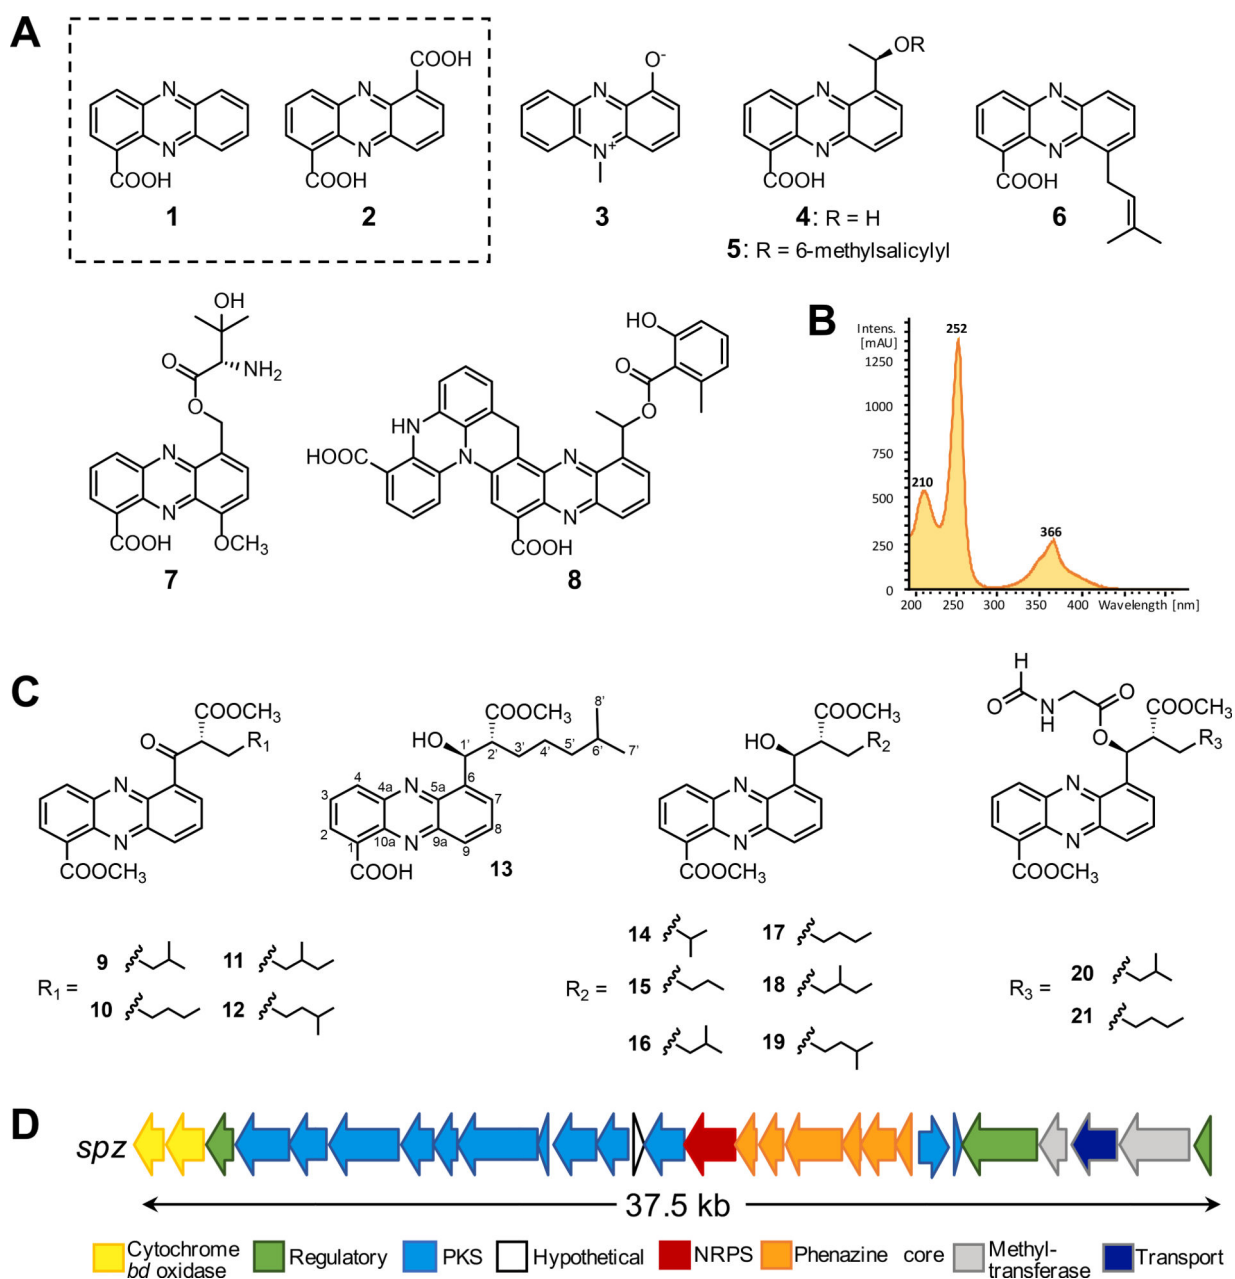 A
N
N
COOH
1
COOH
N
N
COOH
2
O-
N
N+
3
OR
N
N
COOH
4: R = H
5: R = 6-methylsalicylyl
N
N
COOH
6
OH
O
NH2
O
N
N
COOH
OCH3
7
HO
O
O
HN
HOOC
N
N
N
COOH
8
B
Intens.
[mAU]
1250
1000
750
500
250
0
210
252
366
200 250 300 350 400 Wavelength [nm]
C
COOCH3
O
R1
N
N
COOCH3
COOCH3
HO
1'
2'
3'
4'
5'
6'
7'
8'
4
3
2
1
4a
N
5a
6
7
8
9
9a
N
10a
COOH
13
COOCH3
HO
R2
N
N
COOCH3
H
O
N
H
O
O
COOCH3
R3
N
N
COOCH3
R1 =
9
11
10
12
R2 =
14
17
15
18
16
19
R3 =
20
21
D
spz
37.5 kb
Cytochrome
bd oxidase
Regulatory
PKS
Hypothetical
NRPS
Phenazine core
Methyl-
transferase
Transport